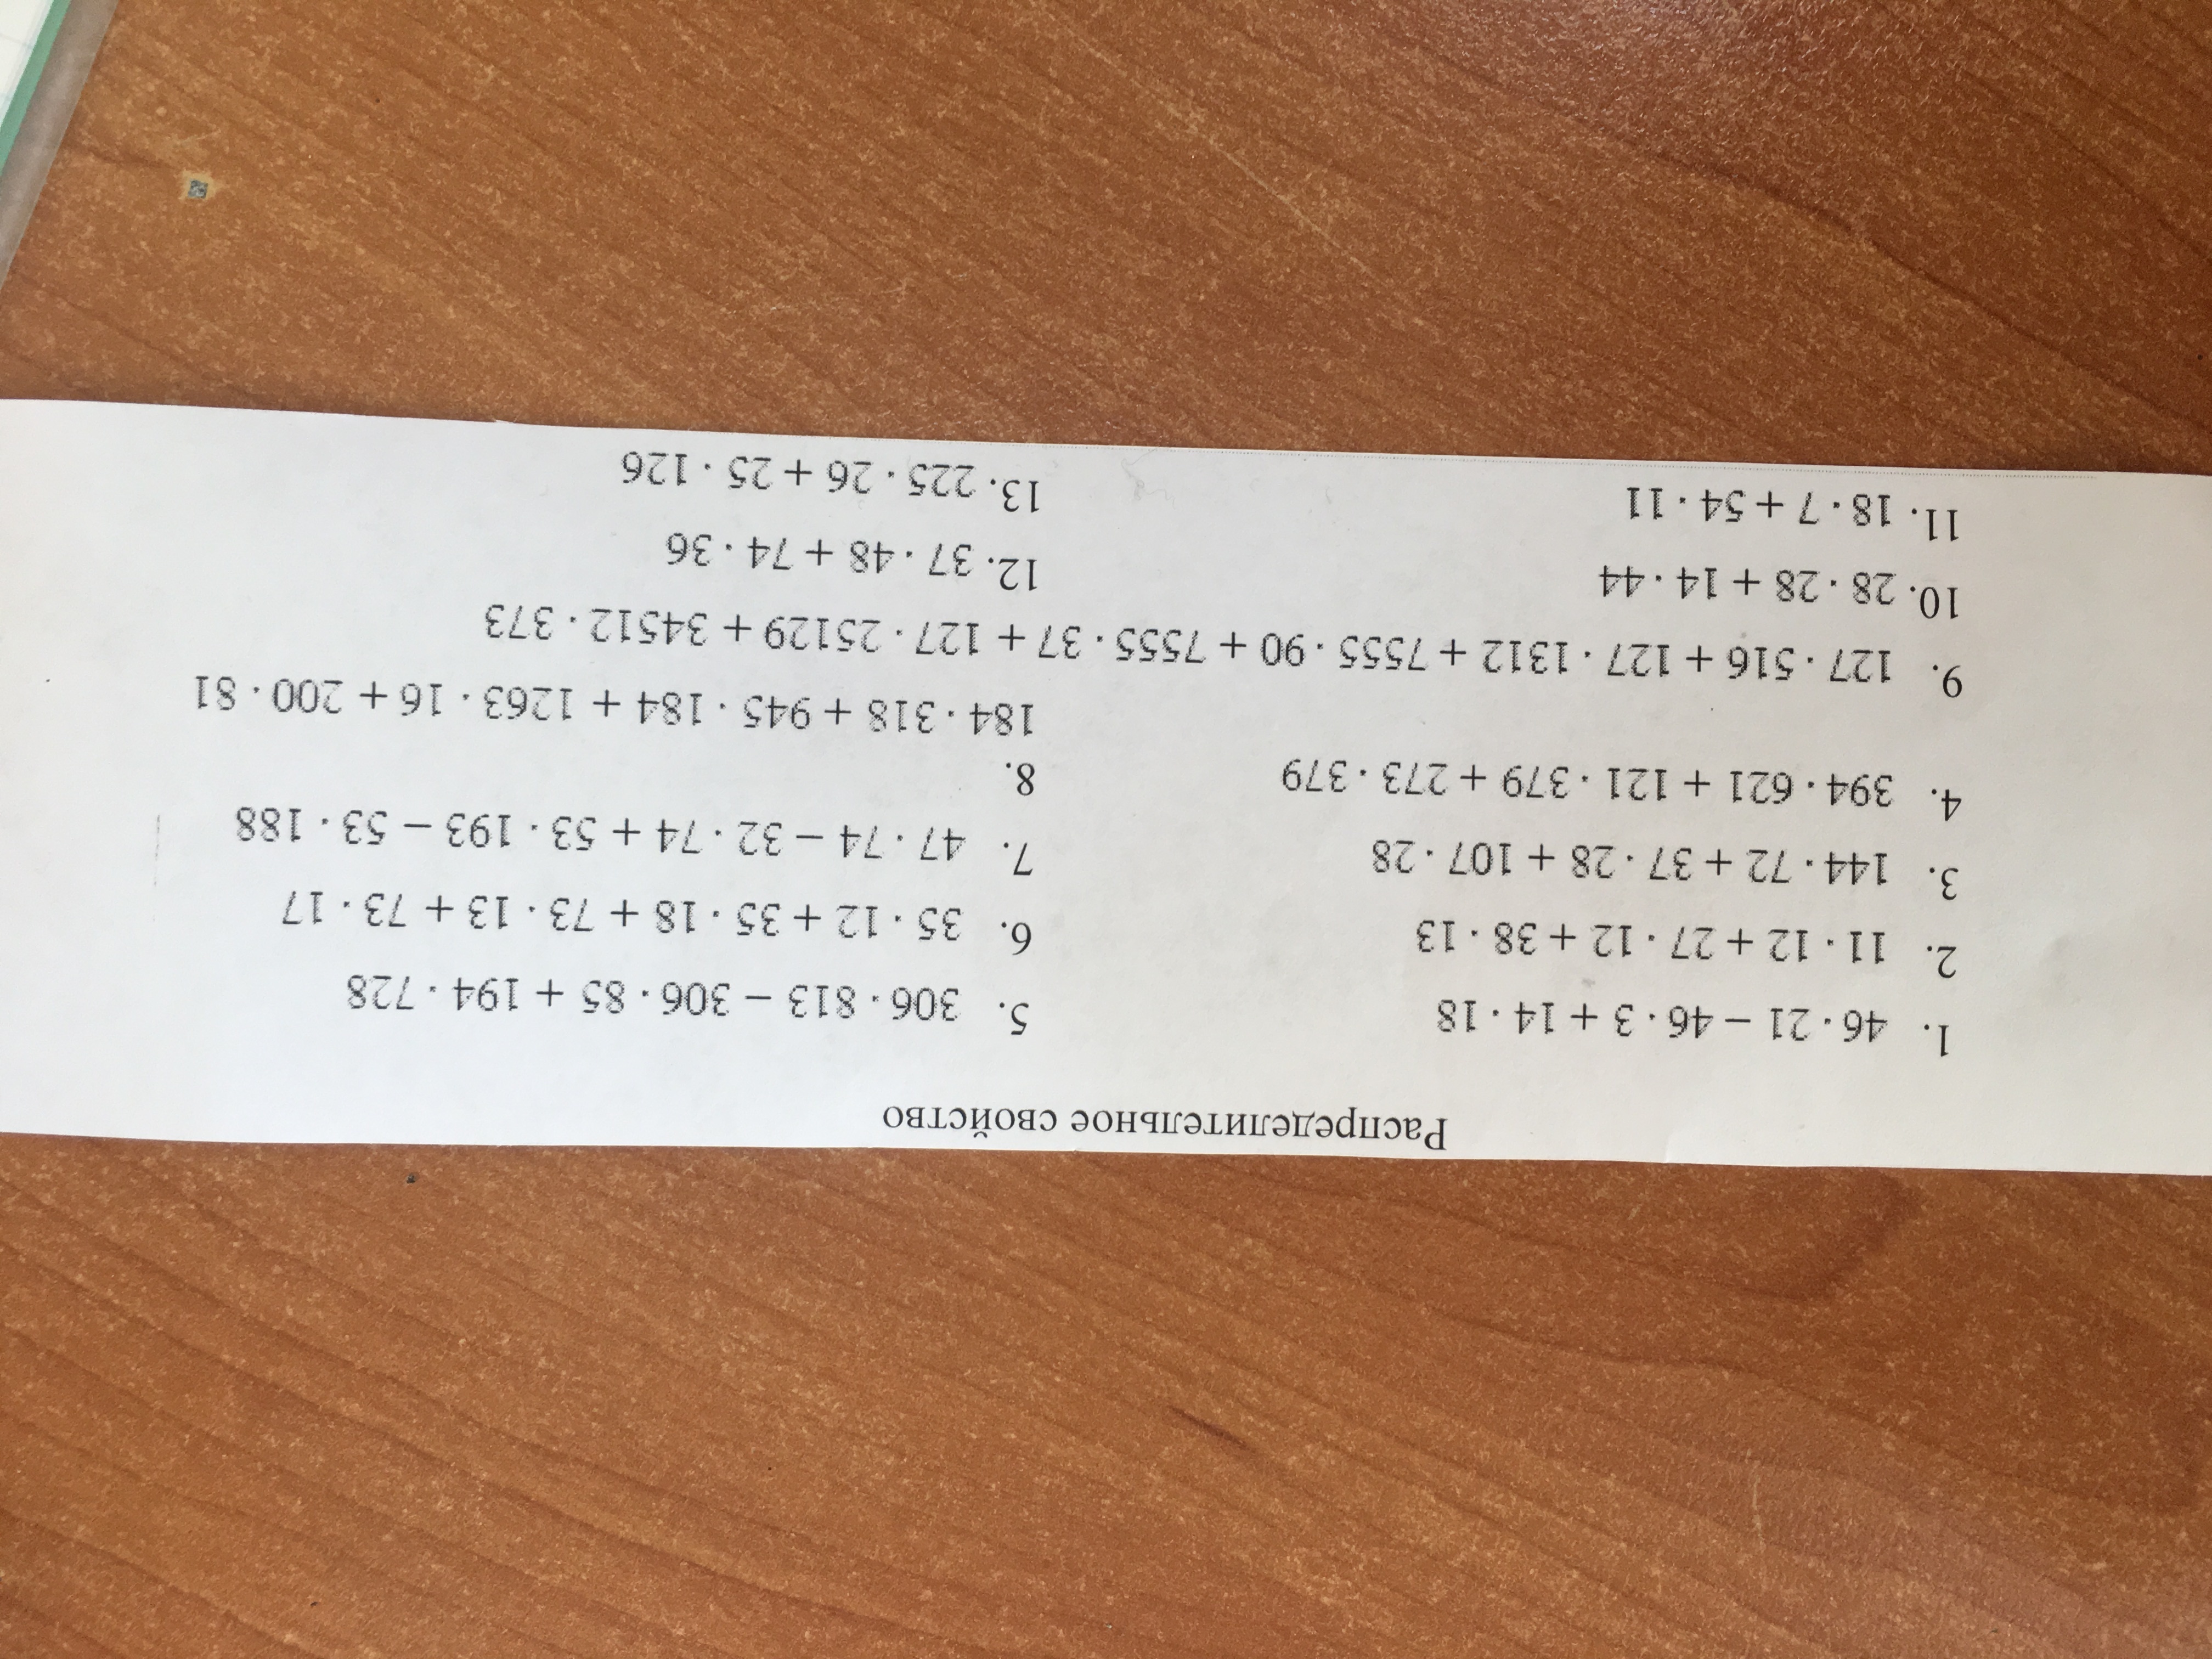 Распределительное свойство
1. 46 · 21 − 46 · 3 + 14 · 18
2. 11 · 12 + 27 · 12 + 38 · 13
3. 144 · 72 + 37 · 28 + 107 · 28
4. 394 · 621 + 121 · 379 + 273 · 379
5. 306 · 813 − 306 · 85 + 194 · 728
6. 35 · 12 + 35 · 18 + 73 · 13 + 73 · 17
7. 47 · 74 − 32 · 74 + 53 · 193 − 53 · 188
8.
184 · 318 + 945 · 184 + 1263 · 16 + 200 · 81
9. 127 · 516 + 127 · 1312 + 7555 · 90 + 7555 · 37 + 127 · 25129 + 34512 · 373
10. 28 · 28 + 14 · 44
11. 18 · 7 + 54 · 11
12. 37 · 48 + 74 · 36
13. 225 · 26 + 25 · 126